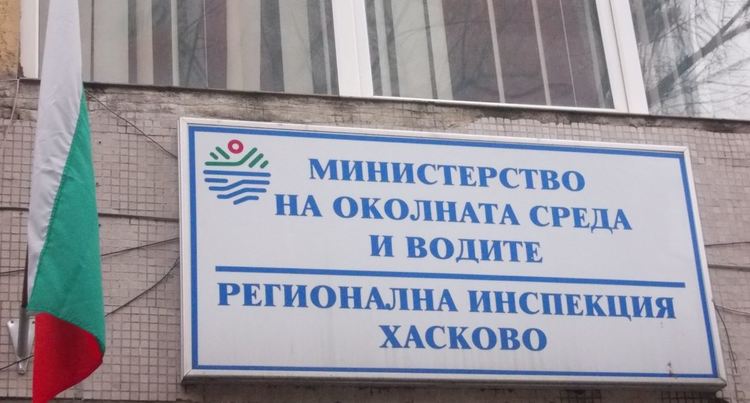 МИНИСТЕРСТВО
НА ОКОЛНАТА СРЕДА
И ВОДИТЕ
РЕГИОНАЛНА ИНСПЕКЦИЯ
ХАСКОВО